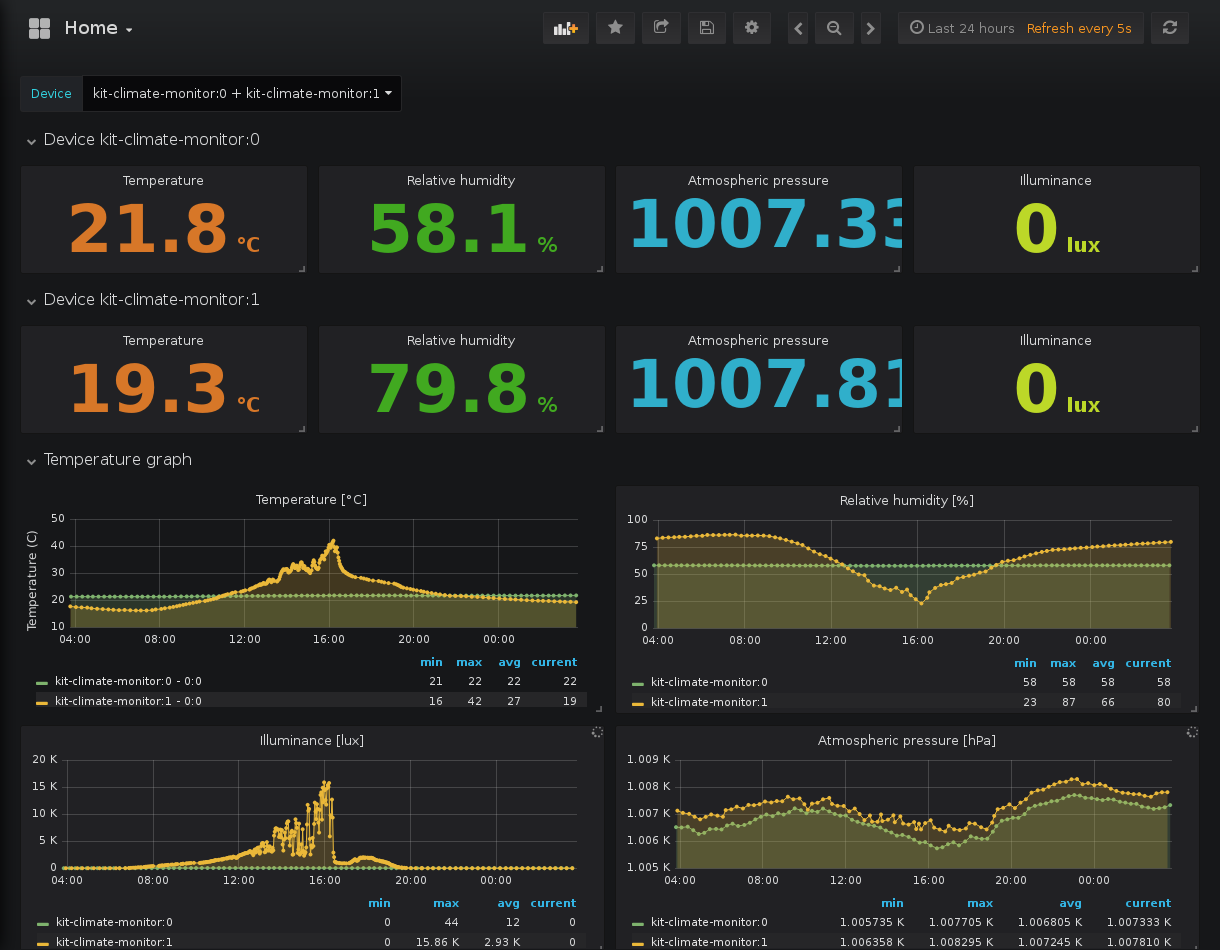 Home
Last 24 hours Refresh every 5s
Device kit-climate-monitor:0 + kit-climate-monitor:1
Device kit-climate-monitor:0
Temperature Relative humidity Atmospheric pressure Illuminance
21.8 °C 58.1 % 1007.33 0 lux
Device kit-climate-monitor:1
Temperature Relative humidity Atmospheric pressure Illuminance
19.3 °C 79.8 % 1007.81 0 lux
Temperature graph
Temperature [°C]
Temperature (C)
50
40
30
20
10
04:00 08:00 12:00 16:00 20:00 00:00
min max avg current
kit-climate-monitor:0 - 0:0 21 22 22 22
kit-climate-monitor:1 - 0:0 16 42 27 19
Relative humidity [%]
100
75
50
25
0
04:00 08:00 12:00 16:00 20:00 00:00
min max avg current
kit-climate-monitor:0 58 58 58 58
kit-climate-monitor:1 23 87 66 80
Illuminance [lux]
20 K
15 K
10 K
5 K
0
04:00 08:00 12:00 16:00 20:00 00:00
min max avg current
kit-climate-monitor:0 0 44 12 0
kit-climate-monitor:1 0 15.86 K 2.93 K 0
Atmospheric pressure [hPa]
1.009 K
1.008 K
1.007 K
1.006 K
1.005 K
04:00 08:00 12:00 16:00 20:00 00:00
min max avg current
kit-climate-monitor:0 1.005735 K 1.007705 K 1.006805 K 1.007333 K
kit-climate-monitor:1 1.006358 K 1.008295 K 1.007245 K 1.007810 K